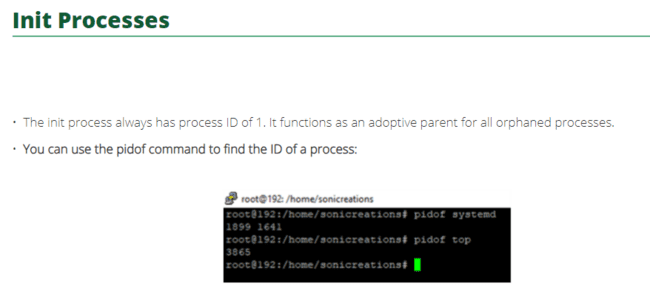 Init Processes
• The init process always has process ID of 1. It functions as an adoptive parent for all orphaned processes.
• You can use the pidof command to find the ID of a process:
root@192: /home/sonicreations
root@192:/home/sonicreations# pidof systemd
1899 1641
root@192:/home/sonicreations# pidof top
3865
root@192:/home/sonicreations#